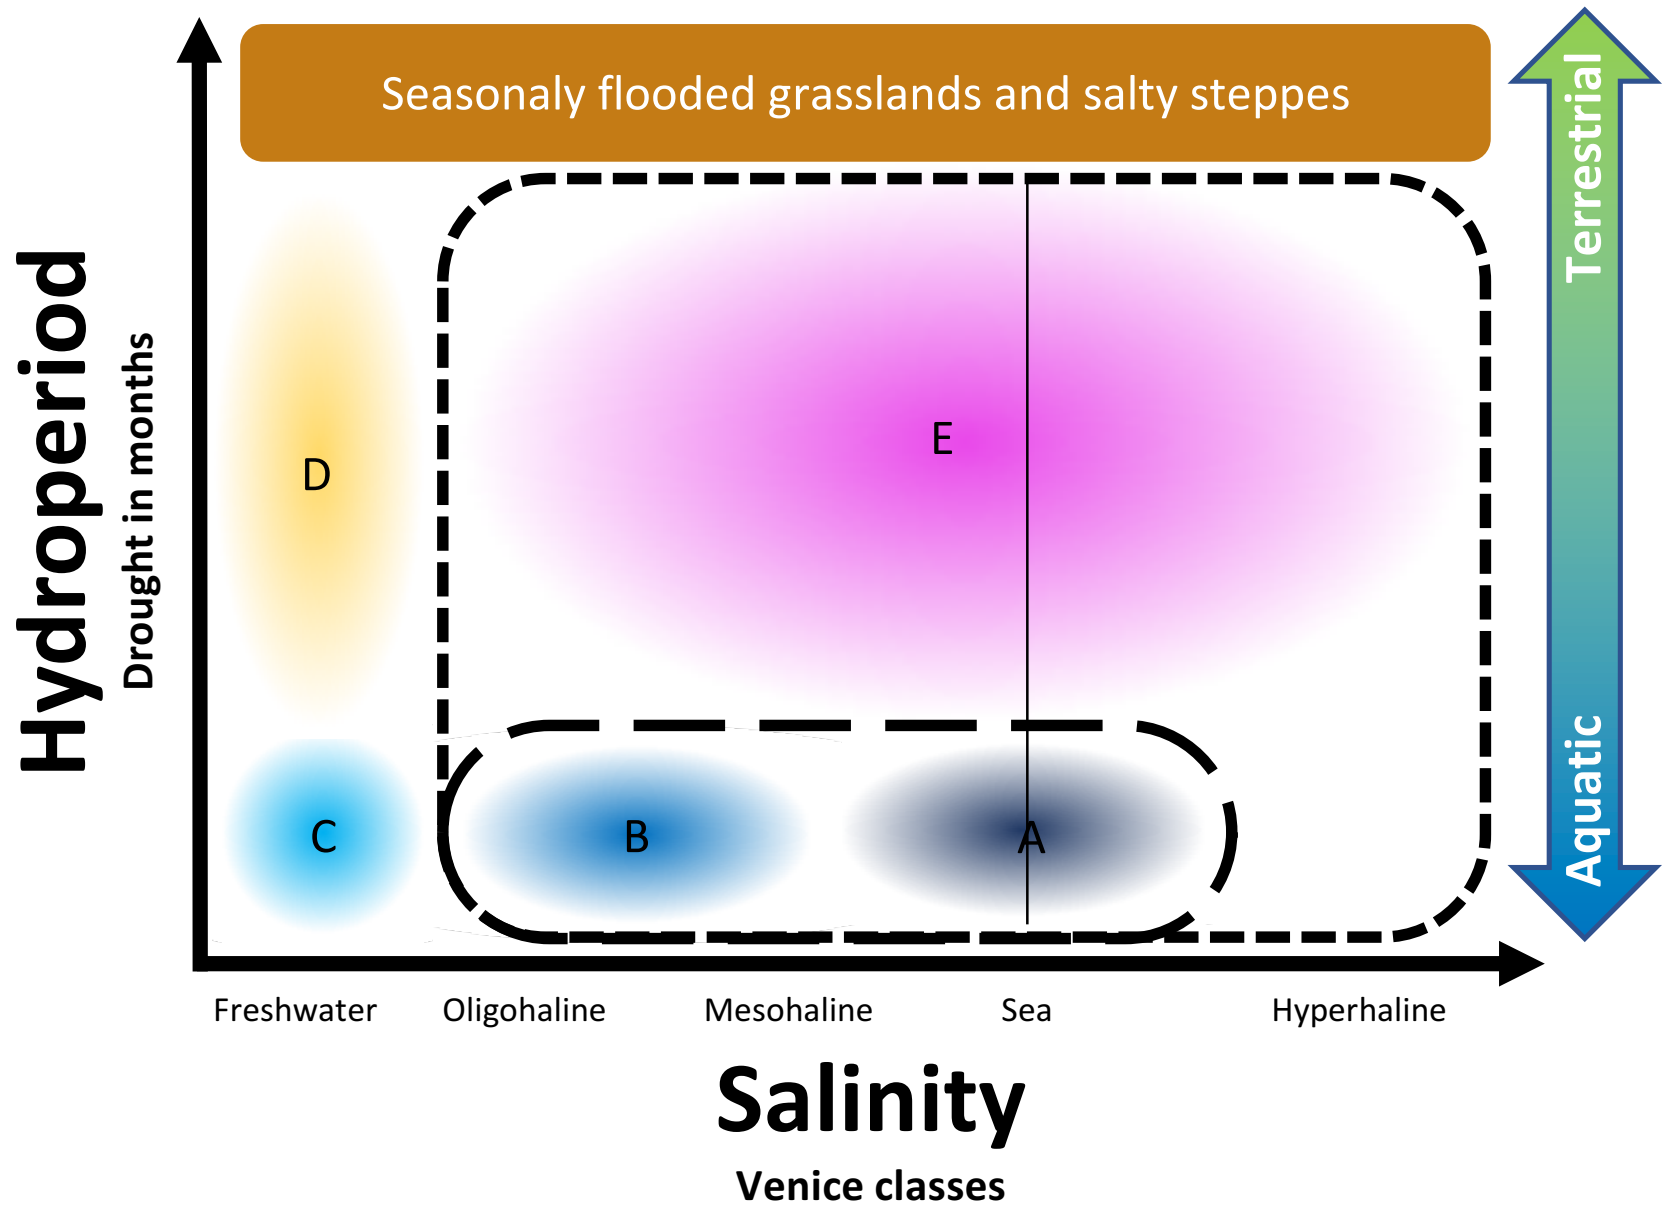 Seasonaly flooded grasslands and salty steppes
Hydroperiod
Drought in months
Terrestrial
Aquatic
E
D
C
B
A
Freshwater
Oligohaline
Mesohaline
Sea
Hyperhaline
Salinity
Venice classes